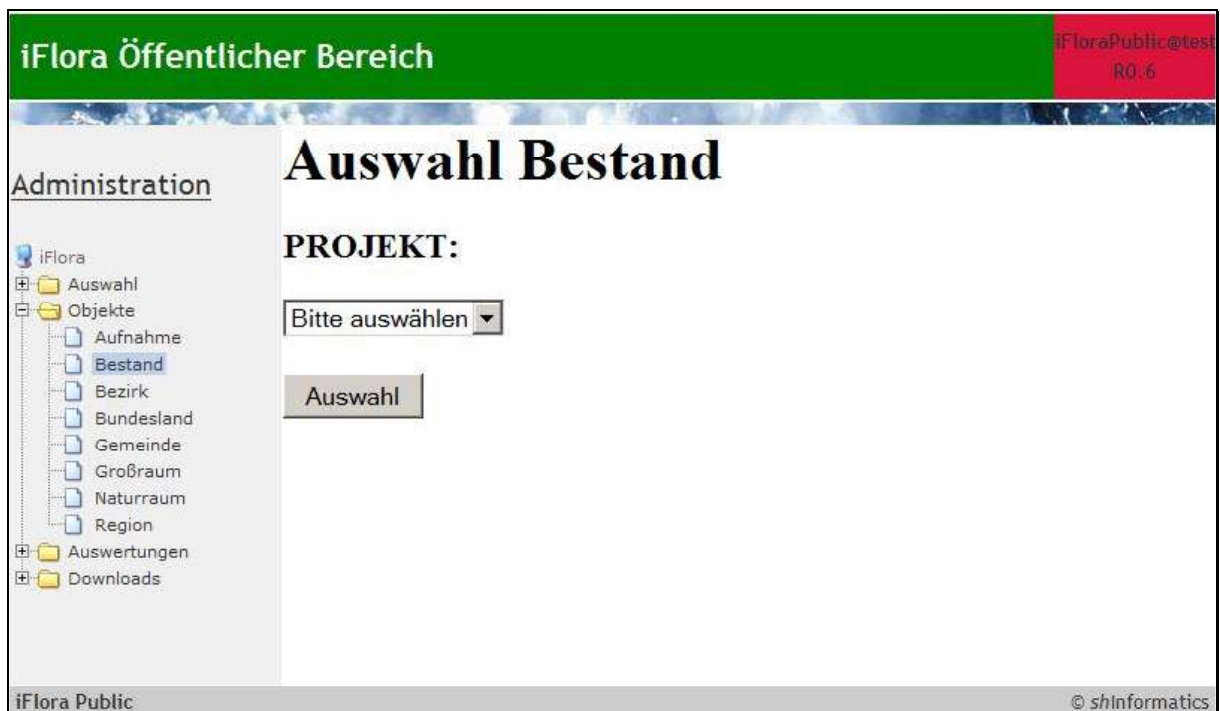 iFlora Öffentlicher Bereich
iFloraPublic@test
R0.6
Administration
iFlora
Auswahl
Objekte
Aufnahme
Bestand
Bezirk
Bundesland
Gemeinde
Großraum
Naturraum
Region
Auswertungen
Downloads
Auswahl Bestand
PROJEKT:
Bitte auswählen
Auswahl
iFlora Public
© shInformatics